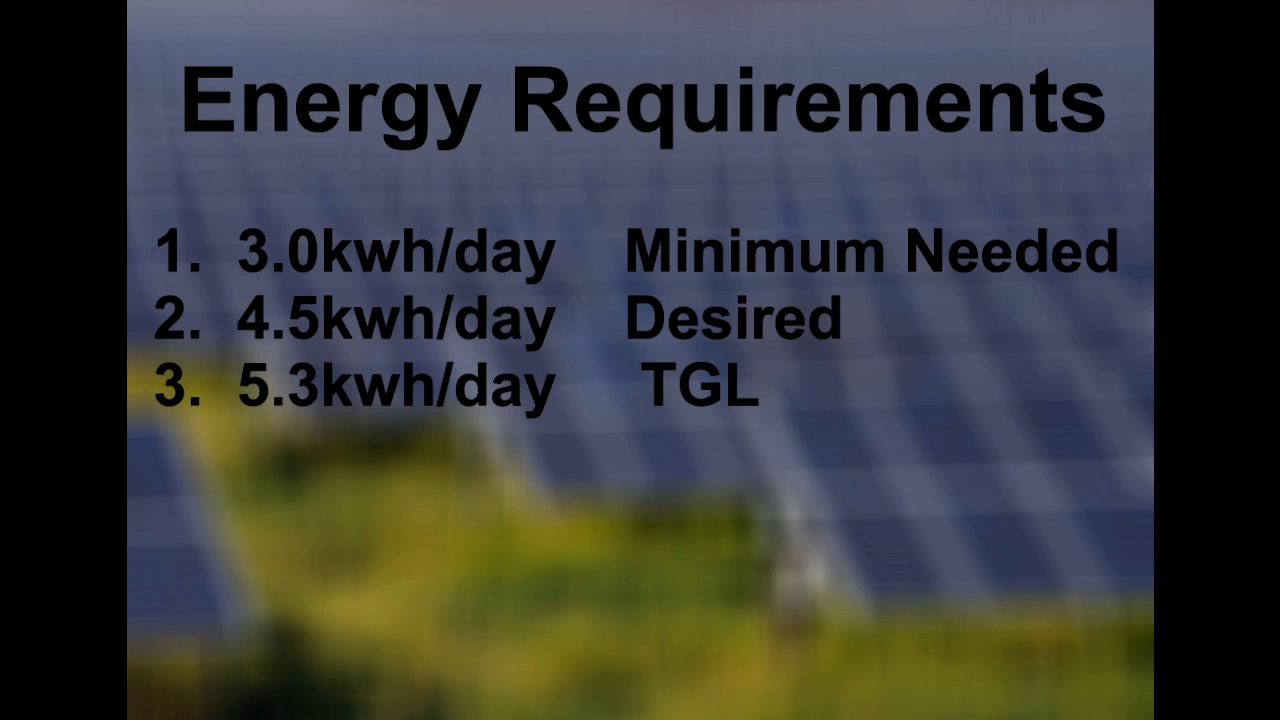 Energy Requirements
1. 3.0kwh/day Minimum Needed
2. 4.5kwh/day Desired
3. 5.3kwh/day TGL